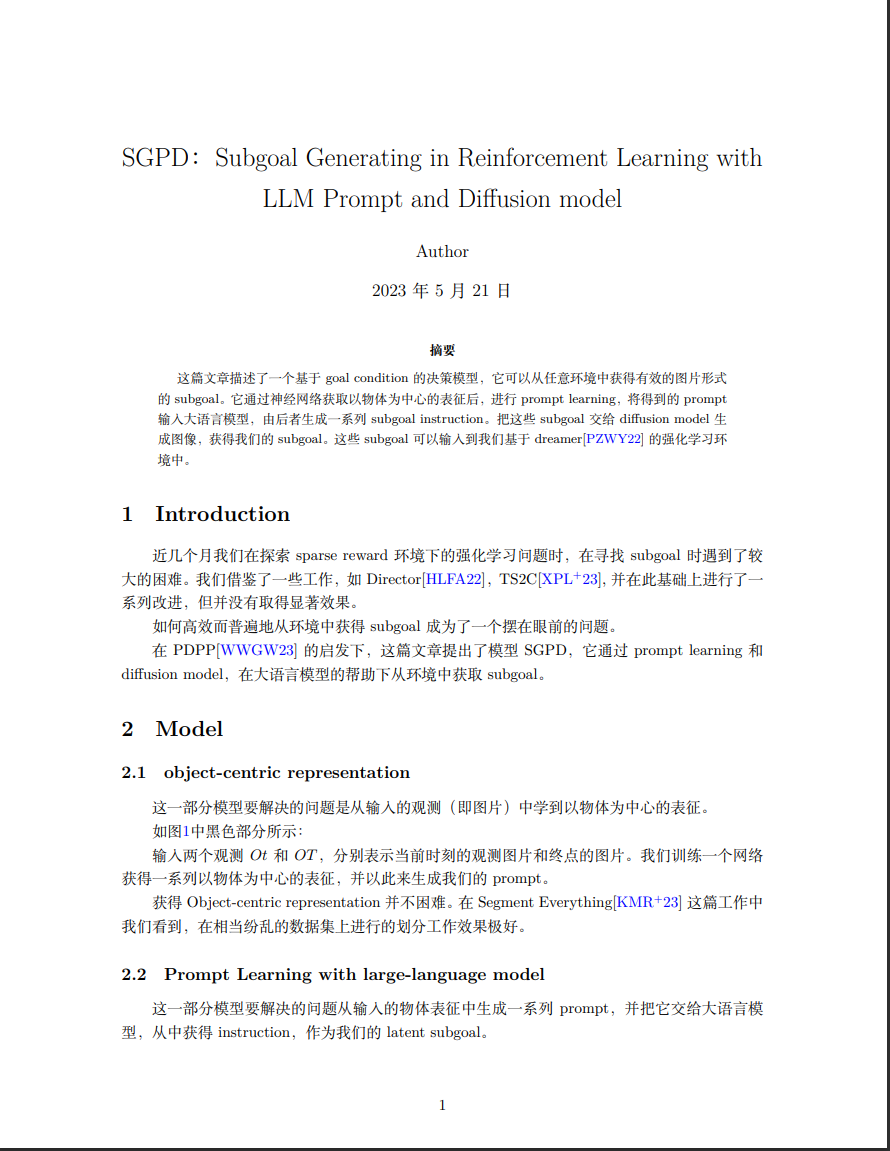 SGPD：Subgoal Generating in Reinforcement Learning with
LLM Prompt and Diffusion model
Author
2023 年 5 月 21 日
摘要
这篇文章描述了一个基于 goal condition 的决策模型，它可以从任意环境中获得有效的图片形式
的 subgoal。它通过神经网络获取以物体为中心的表征后，进行 prompt learning，将得到的 prompt
输入大语言模型，由后者生成一系列 subgoal instruction。把这些 subgoal 交给 diffusion model 生
成图像，获得我们的 subgoal。这些 subgoal 可以输入到我们基于 dreamer[PZWY22] 的强化学习环
境中。
1 Introduction
近几个月我们在探索 sparse reward 环境下的强化学习问题时，在寻找 subgoal 时遇到了较
大的困难。我们借鉴了一些工作，如 Director[HLFA22]，TS2C[XPL+23], 并在此基础上进行了一
系列改进，但并没有取得显著效果。
如何高效而普遍地从环境中获得 subgoal 成为了一个摆在眼前的问题。
在 PDPP[WWGW23] 的启发下，这篇文章提出了模型 SGPD，它通过 prompt learning 和
diffusion model，在大语言模型的帮助下从环境中获取 subgoal。
2 Model
2.1 object-centric representation
这一部分模型要解决的问题是从输入的观测（即图片）中学到以物体为中心的表征。
如图1中黑色部分所示：
输入两个观测 Ot 和 OT，分别表示当前时刻的观测图片和终点的图片。我们训练一个网络
获得一系列以物体为中心的表征，并以此来生成我们的 prompt。
获得 Object-centric representation 并不困难。在 Segment Everything[KMR+23] 这篇工作中
我们看到，在相当纷乱的数据集上进行的划分工作效果极好。
2.2 Prompt Learning with large-language model
这一部分模型要解决的问题从输入的物体表征中生成一系列 prompt，并把它交给大语言模
型，从中获得 instruction，作为我们的 latent subgoal。
1